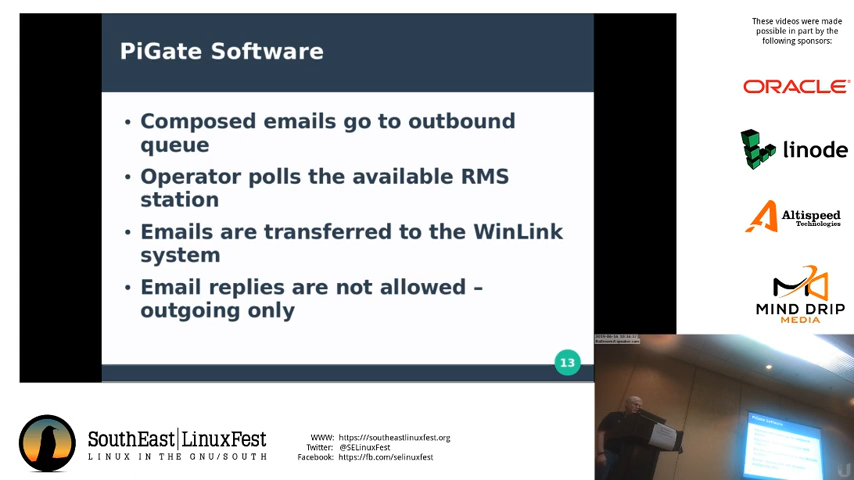 PiGate Software
• Composed emails go to outbound
queue
• Operator polls the available RMS
station
• Emails are transferred to the WinLink
system
• Email replies are not allowed –
outgoing only
13
These videos were made
possible in part by the
following sponsors:
ORACLE
linode
Altispeed
Technologies
MIND DRIP
MEDIA
SouthEast|LinuxFest
LINUX IN THE GNU/SOUTH
WWW: https://southeastlinuxfest.org
Twitter: @SELinuxFest
Facebook: https://fb.com/selinuxfest
PiGate Software